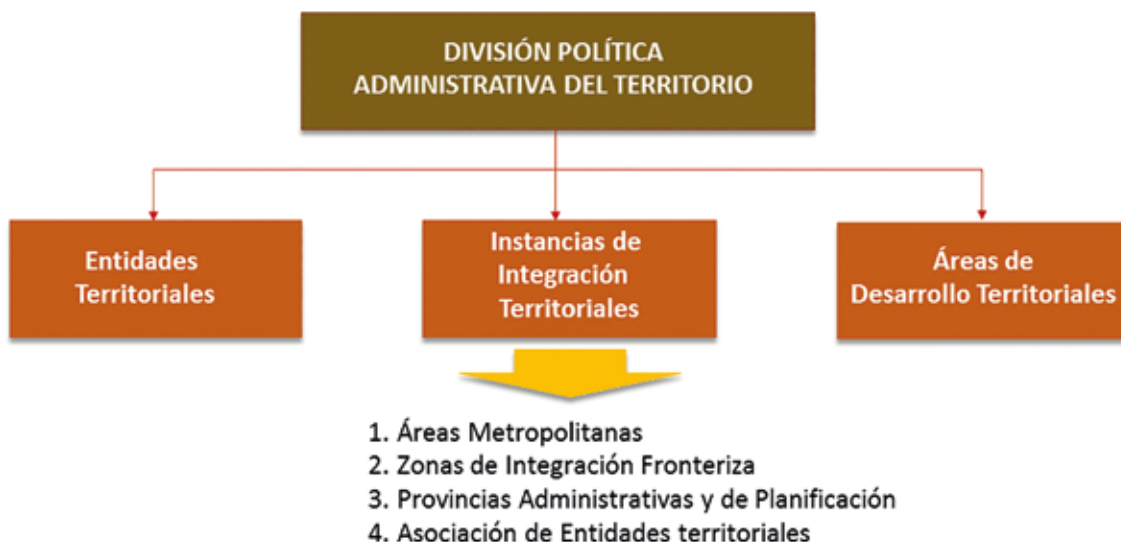 DIVISIÓN POLÍTICA
ADMINISTRATIVA DEL TERRITORIO
Entidades
Territoriales
Instancias de
Integración
Territoriales
Áreas de
Desarrollo Territoriales
1. Áreas Metropolitanas
2. Zonas de Integración Fronteriza
3. Provincias Administrativas y de Planificación
4. Asociación de Entidades territoriales